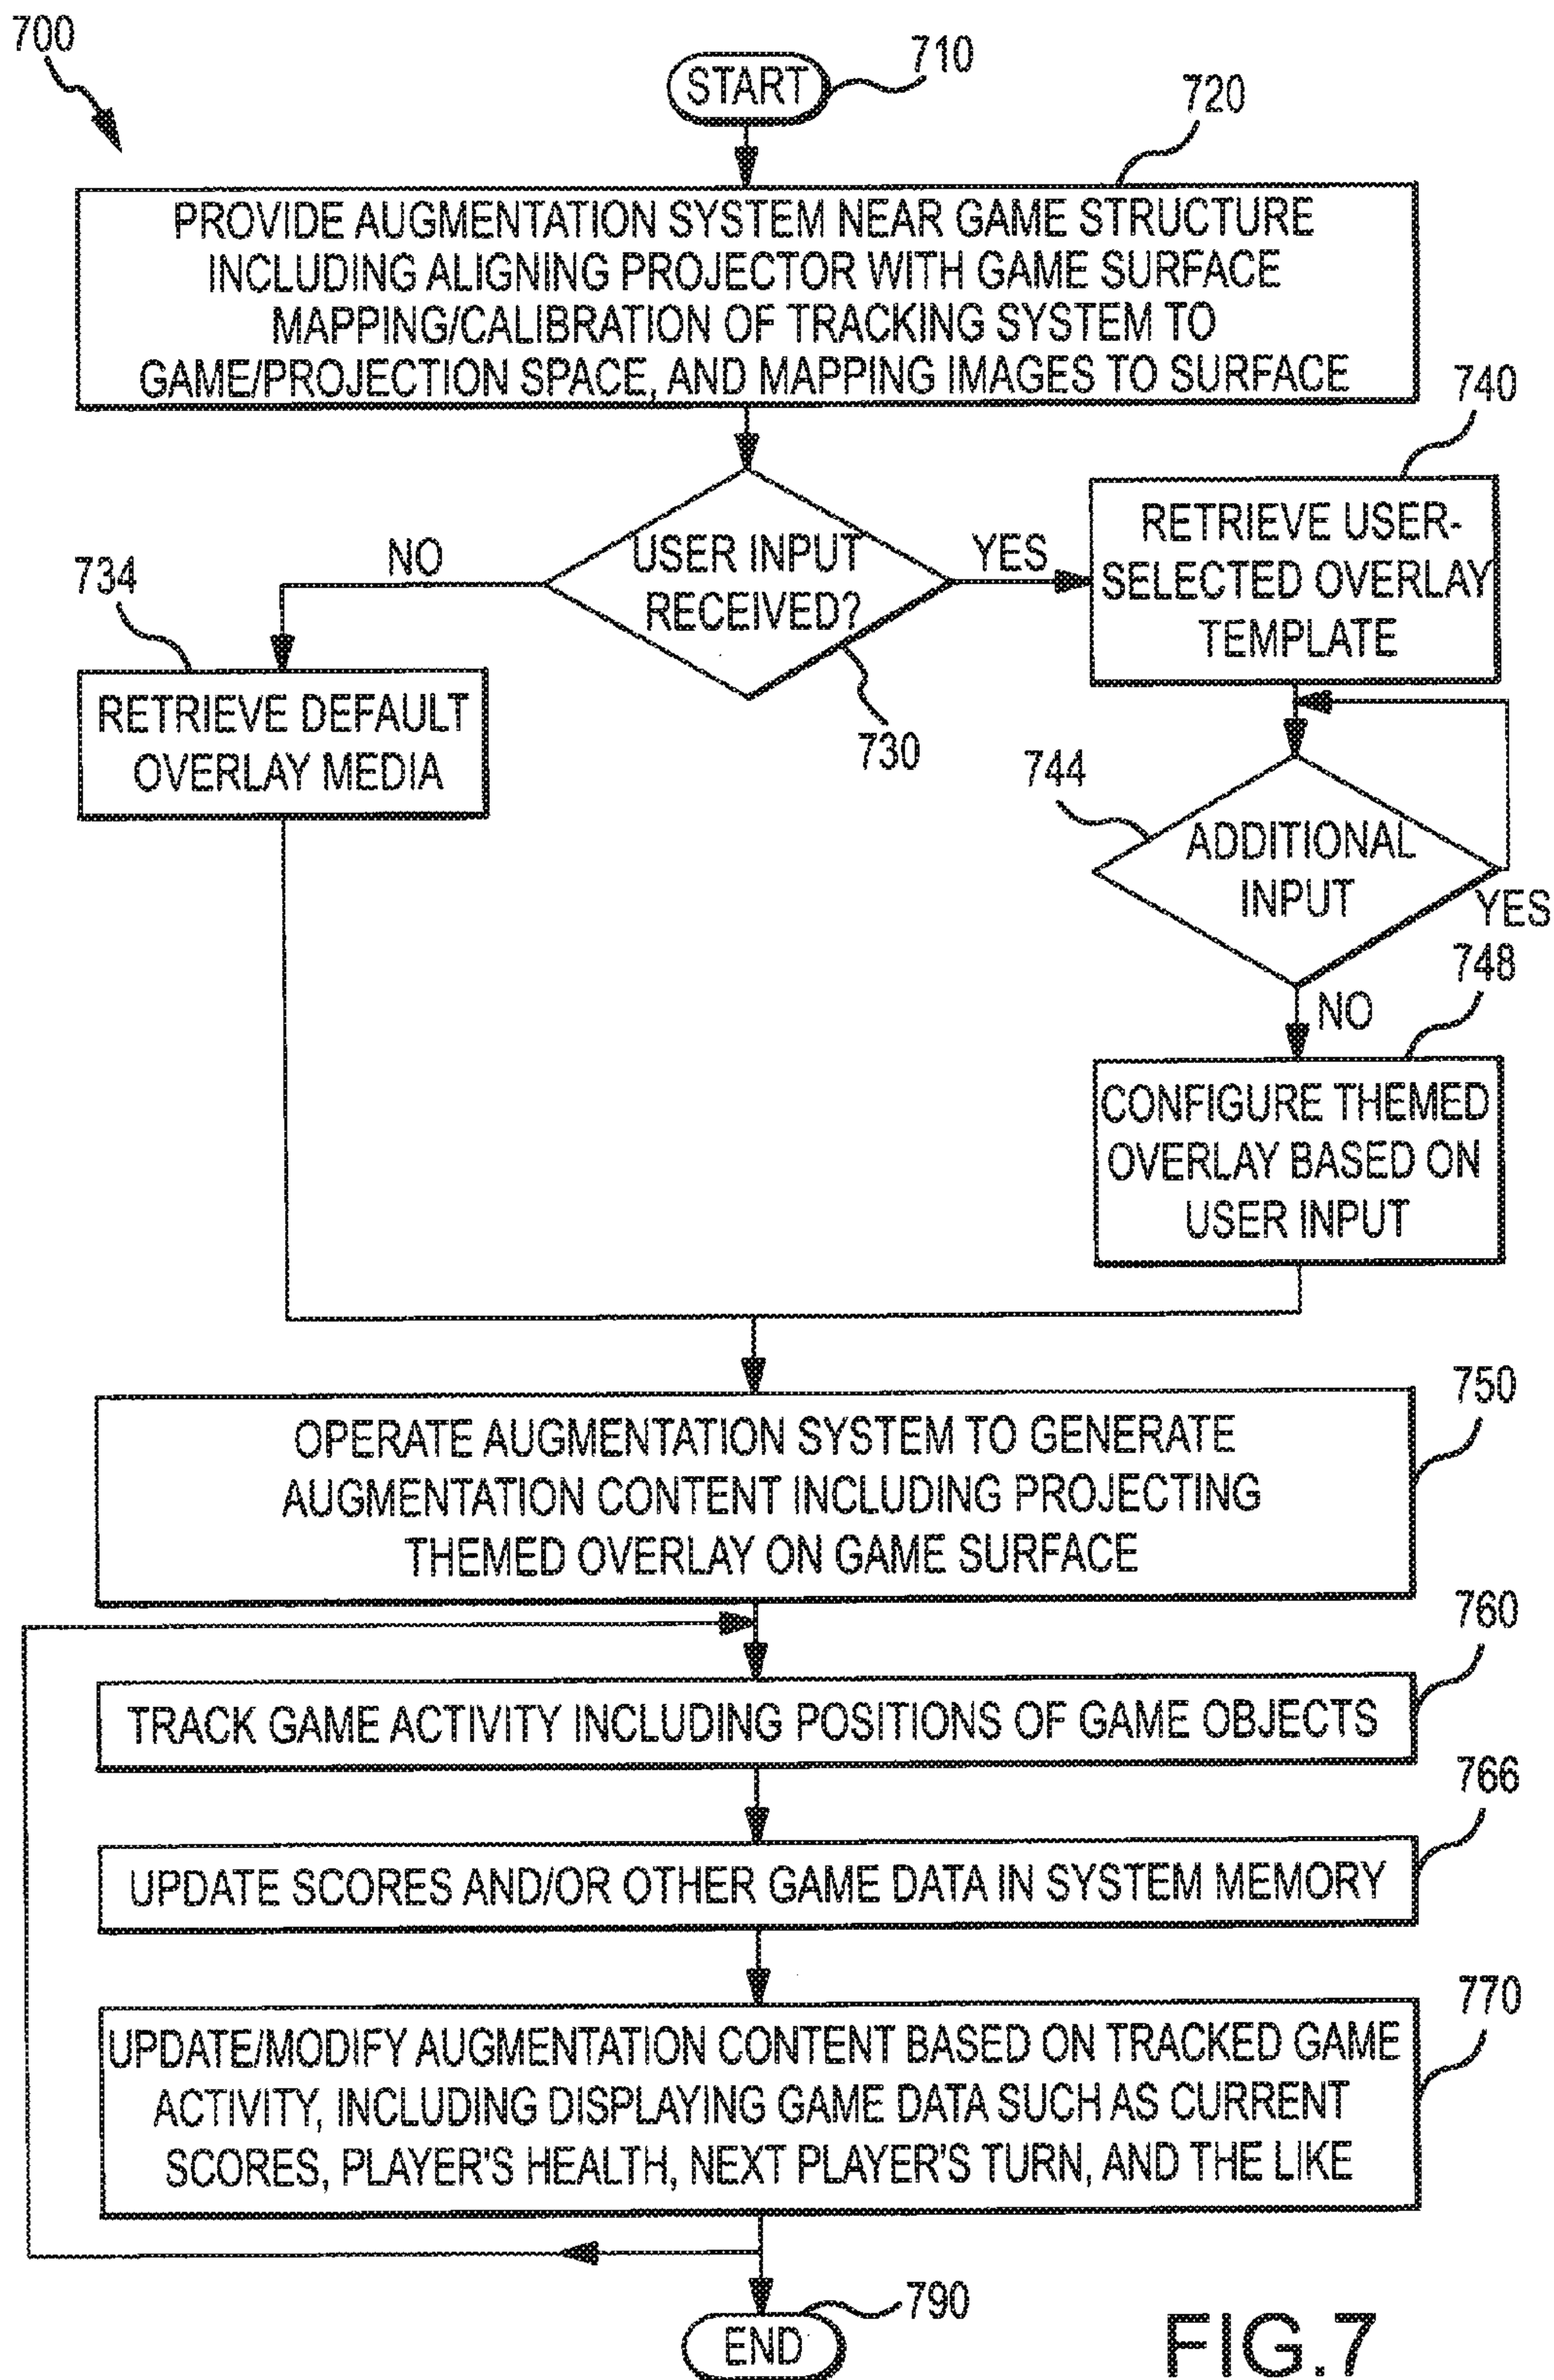 700
START
710
720
PROVIDE AUGMENTATION SYSTEM NEAR GAME STRUCTURE
INCLUDING ALIGNING PROJECTOR WITH GAME SURFACE
MAPPING/CALIBRATION OF TRACKING SYSTEM TO
GAME/PROJECTION SPACE, AND MAPPING IMAGES TO SURFACE
740
USER INPUT
RECEIVED?
NO
YES
730
734
RETRIEVE DEFAULT
OVERLAY MEDIA
RETRIEVE USER-
SELECTED OVERLAY
TEMPLATE
744
ADDITIONAL
INPUT
YES
NO
748
CONFIGURE THEMED
OVERLAY BASED ON
USER INPUT
750
OPERATE AUGMENTATION SYSTEM TO GENERATE
AUGMENTATION CONTENT INCLUDING PROJECTING
THEMED OVERLAY ON GAME SURFACE
760
TRACK GAME ACTIVITY INCLUDING POSITIONS OF GAME OBJECTS
766
UPDATE SCORES AND/OR OTHER GAME DATA IN SYSTEM MEMORY
770
UPDATE/MODIFY AUGMENTATION CONTENT BASED ON TRACKED GAME
ACTIVITY, INCLUDING DISPLAYING GAME DATA SUCH AS CURRENT
SCORES, PLAYER'S HEALTH, NEXT PLAYER'S TURN, AND THE LIKE
790
END
FIG.7